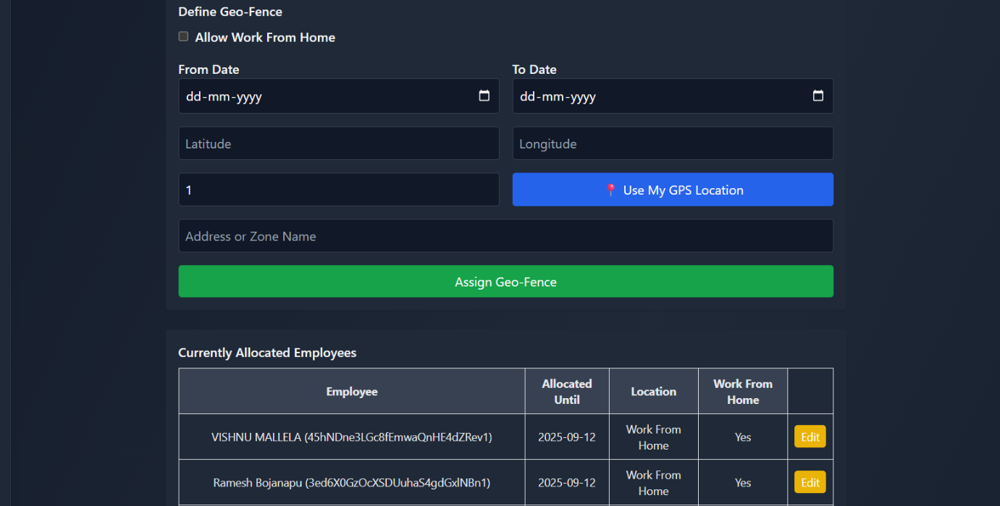 Define Geo-Fence
Allow Work From Home
From Date
To Date
dd-mm-yyyy
dd-mm-yyyy
Latitude
Longitude
1
Use My GPS Location
Address or Zone Name
Assign Geo-Fence
Currently Allocated Employees
Employee
Allocated
Until
Location
Work From
Home
VISHNU MALLELA (45hNDne3LGc8fEmwaQnHE4dZRev1)
2025-09-12
Work From
Home
Yes
Edit
Ramesh Bojanapu (3ed6X0GzOcXSDUuhaS4gdGxlNBn1)
2025-09-12
Work From
Home
Yes
Edit